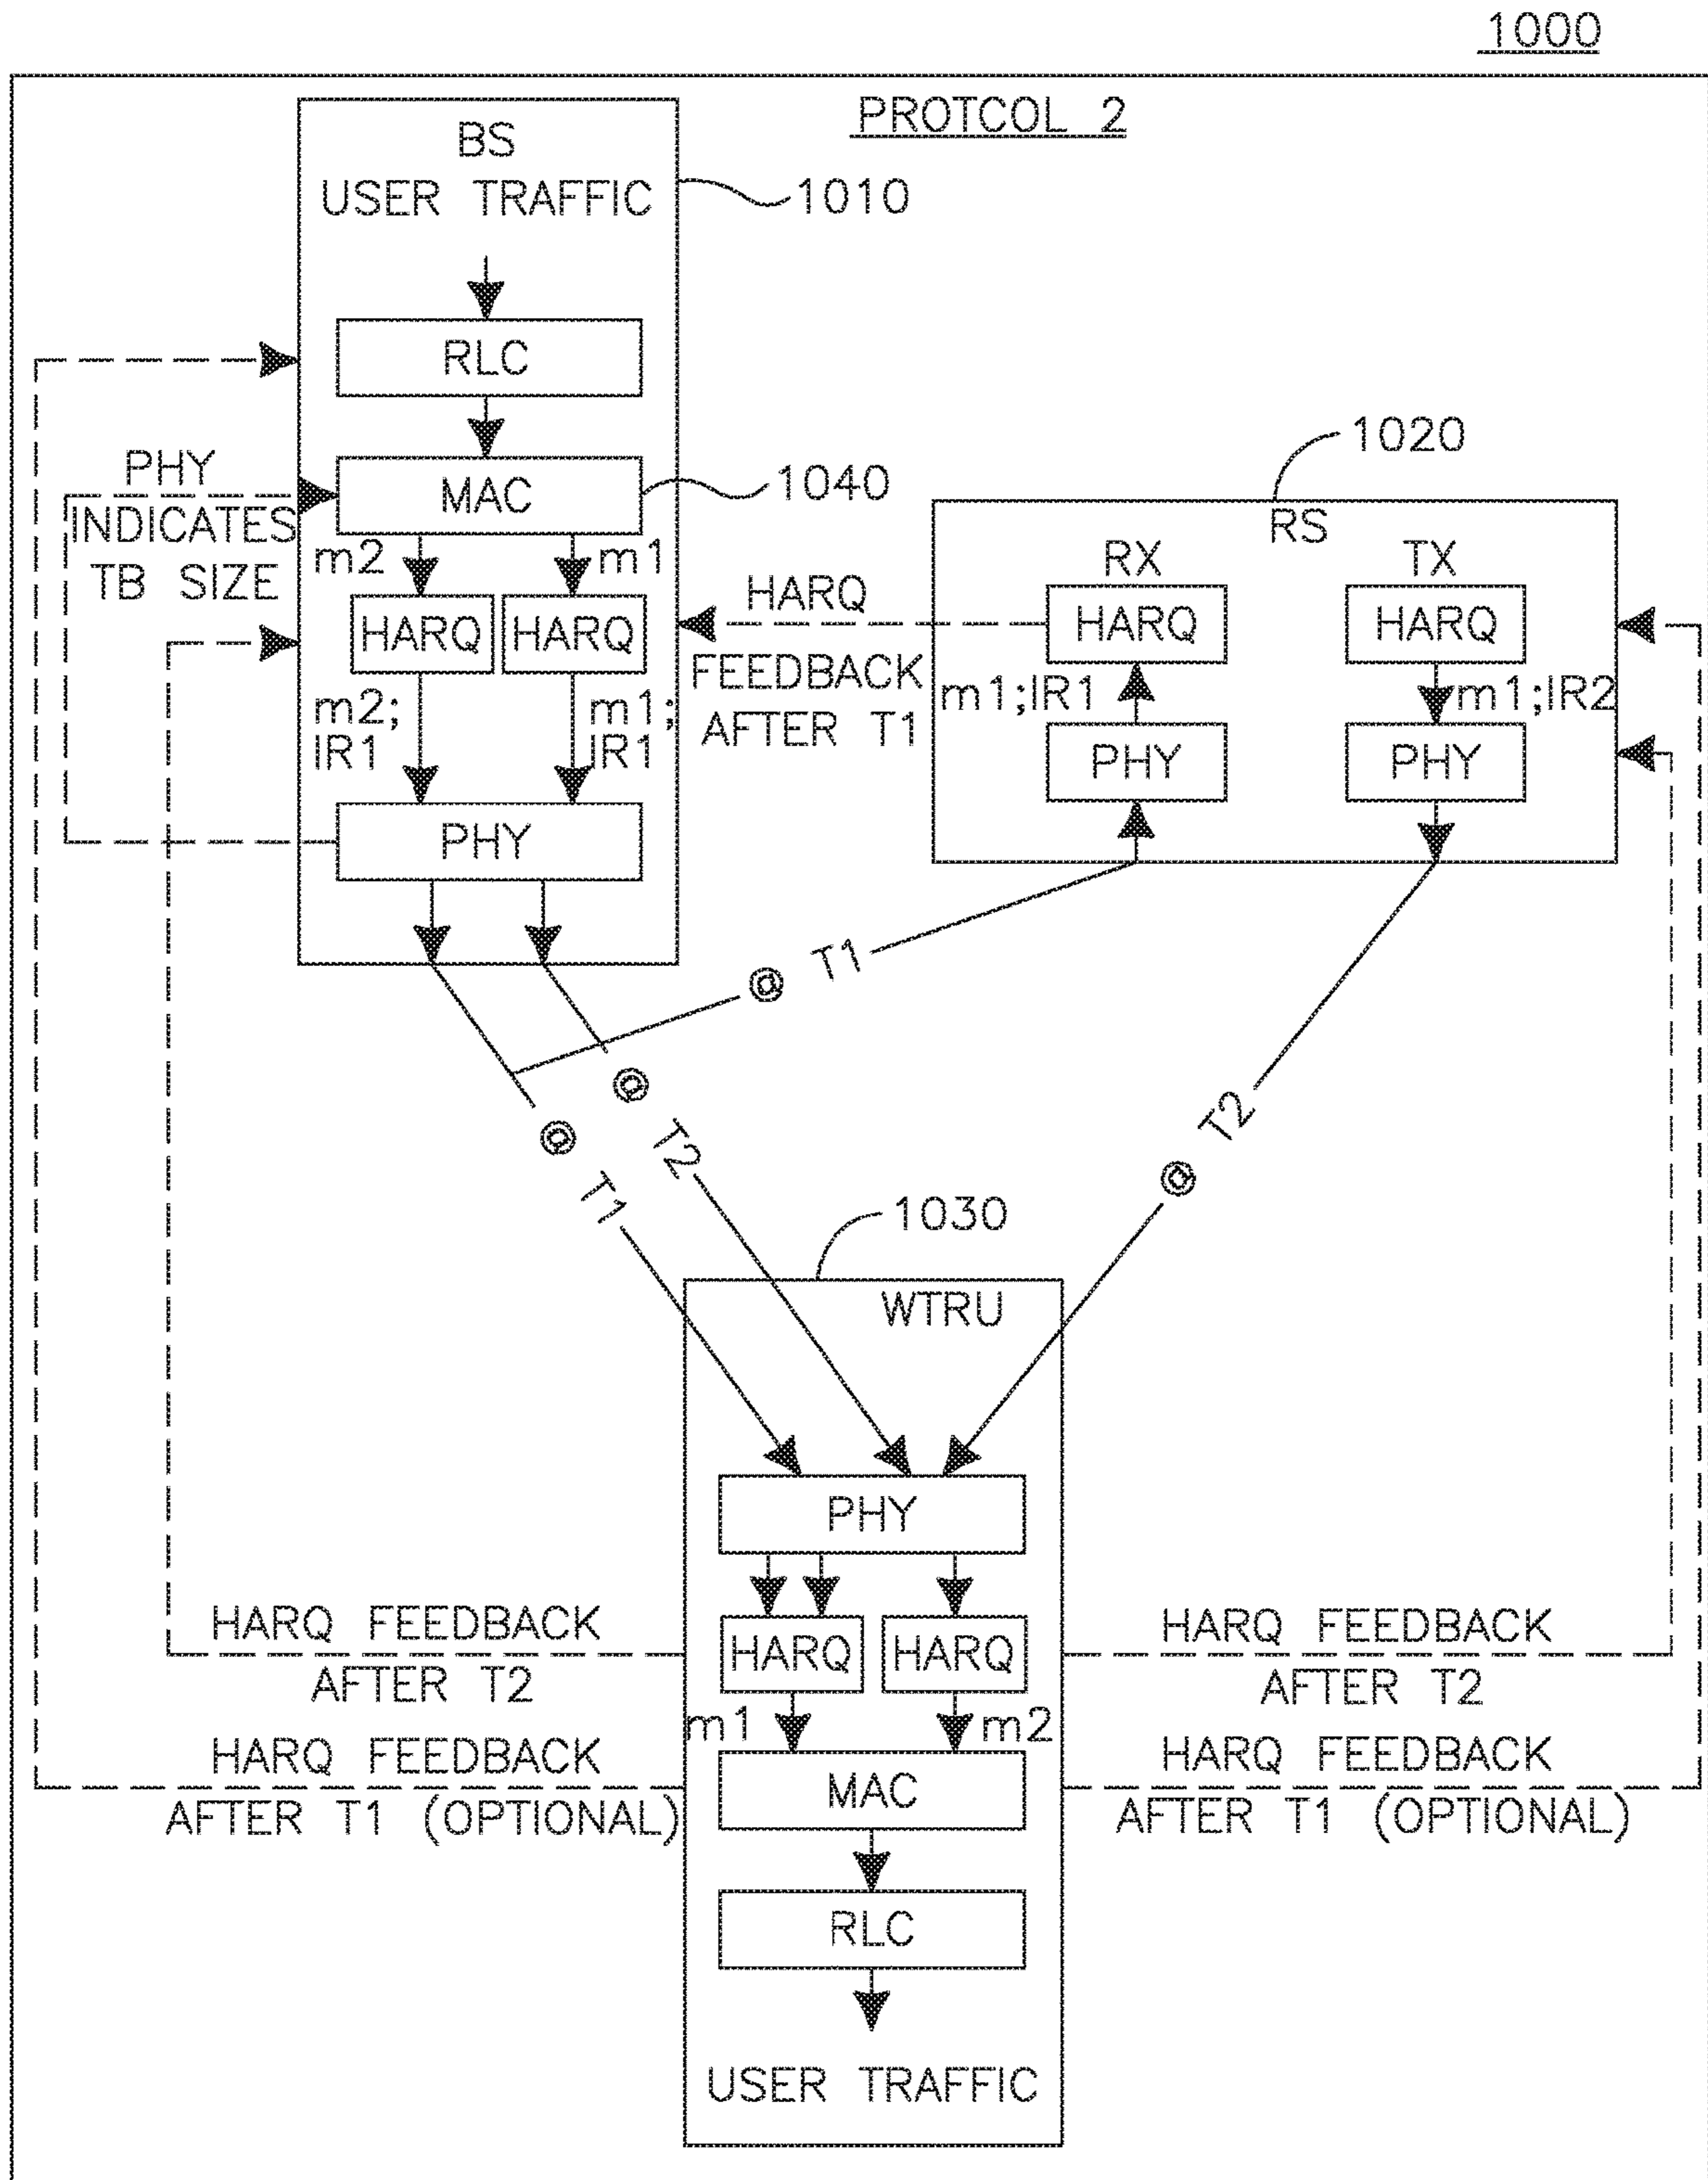 1000
PROTCOL 2
BS
USER TRAFFIC
1010
RLC
MAC
1040
PHY
INDICATES
TB SIZE
m2
m1
HARQ
HARQ
m2;
IR1
m1;
IR1
PHY
HARQ
FEEDBACK
AFTER T1
1020
RS
RX
TX
HARQ
HARQ
m1;IR1
m1;IR2
PHY
PHY
@ T1
@ T2
@ T1
@ T2
1030
WTRU
PHY
HARQ
HARQ
m1
m2
MAC
RLC
USER TRAFFIC
HARQ FEEDBACK
AFTER T2
HARQ FEEDBACK
AFTER T1 (OPTIONAL)
HARQ FEEDBACK
AFTER T2
HARQ FEEDBACK
AFTER T1 (OPTIONAL)